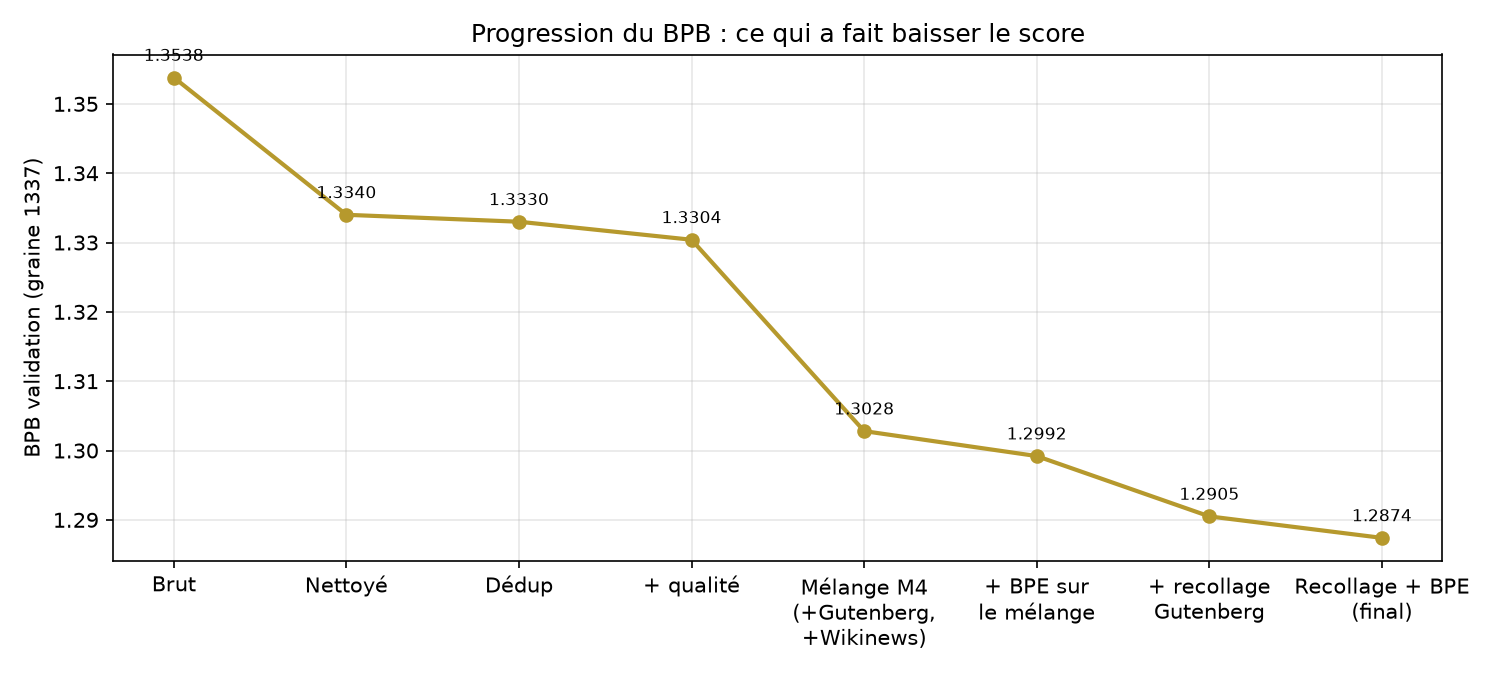 Progression du BPB : ce qui a fait baisser le score
BPB validation (graine 1337)
1.35
1.34
1.33
1.32
1.31
1.30
1.29
1.3538
1.3340
1.3330
1.3304
1.3028
1.2992
1.2905
1.2874
Brut
Nettoyé
Dédup
+ qualité
Mélange M4
(+Gutenberg,
+Wikinews)
+ BPE sur
le mélange
+ recollage
Gutenberg
Recollage + BPE
(final)